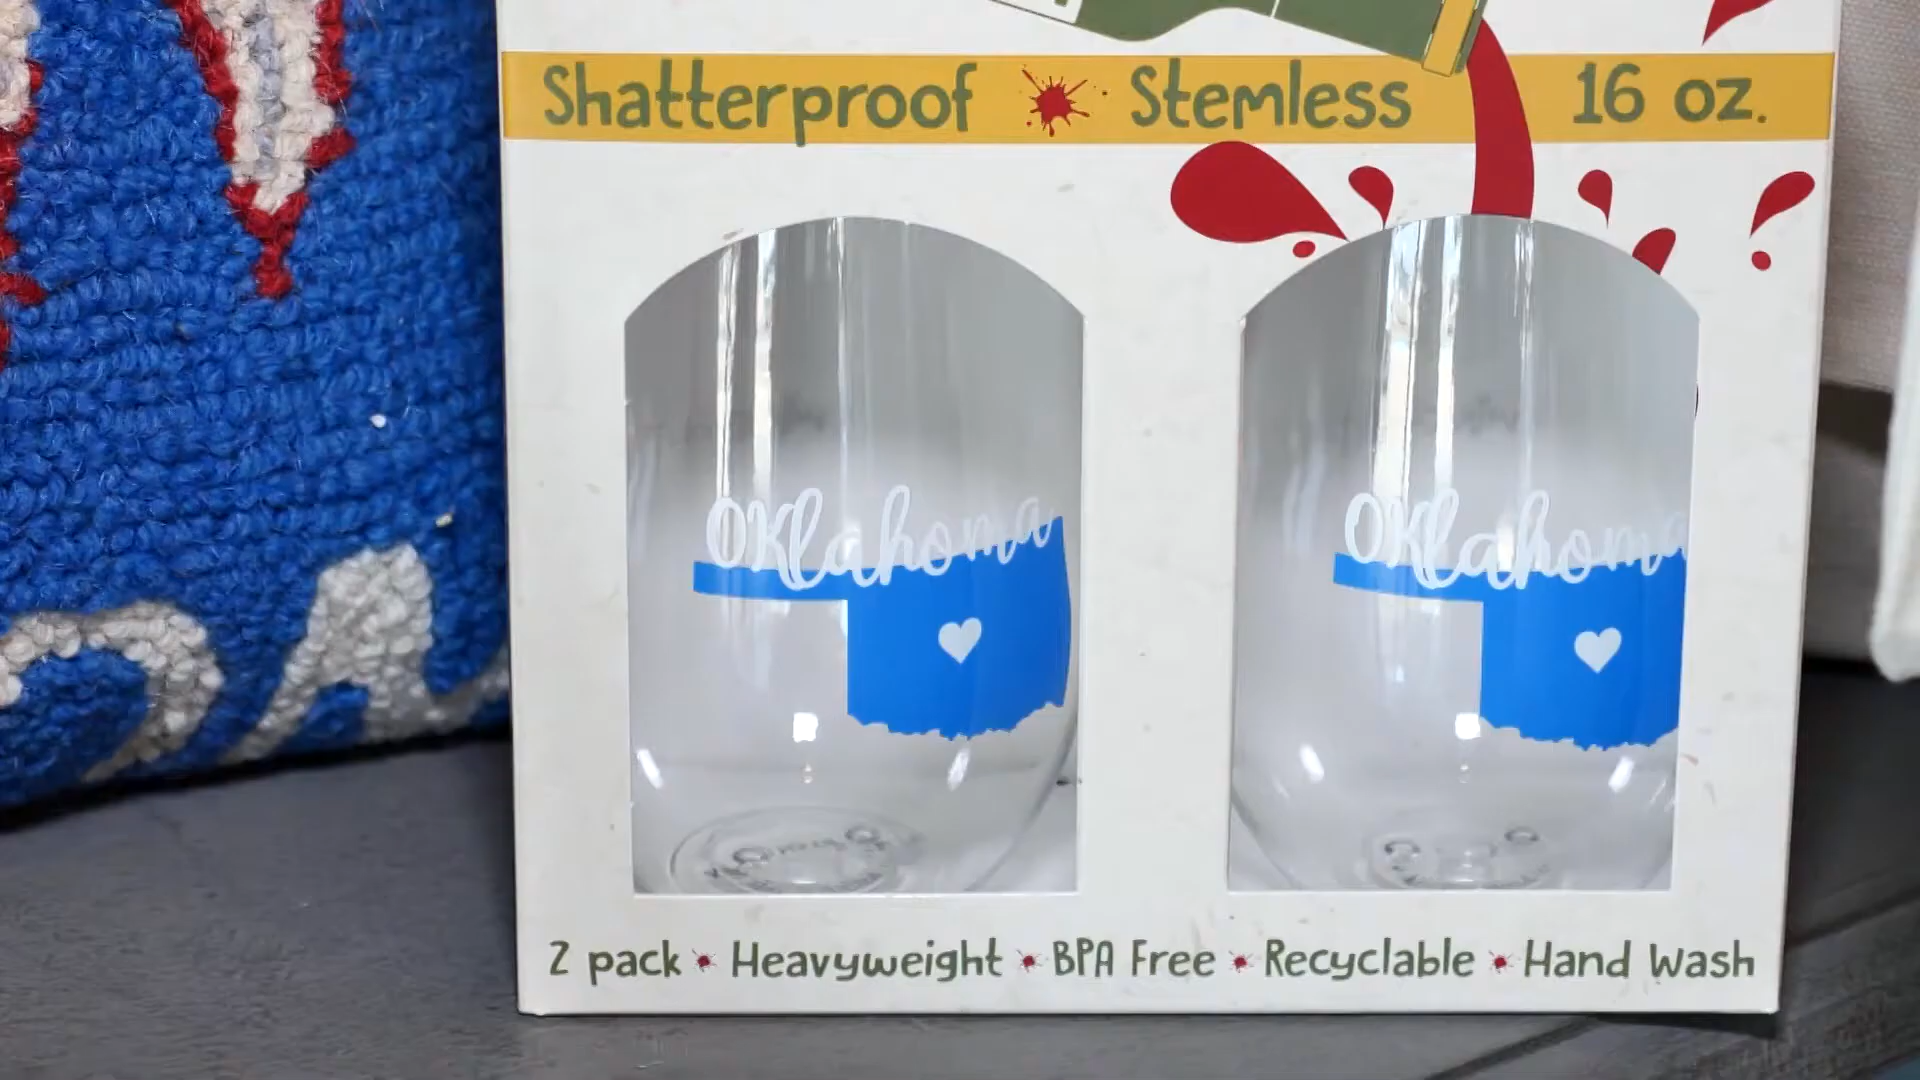 Shatterproof Stemless 16 oz.
Oklahoma
Oklahoma
2 pack • Heavyweight • BPA Free • Recyclable • Hand Wash